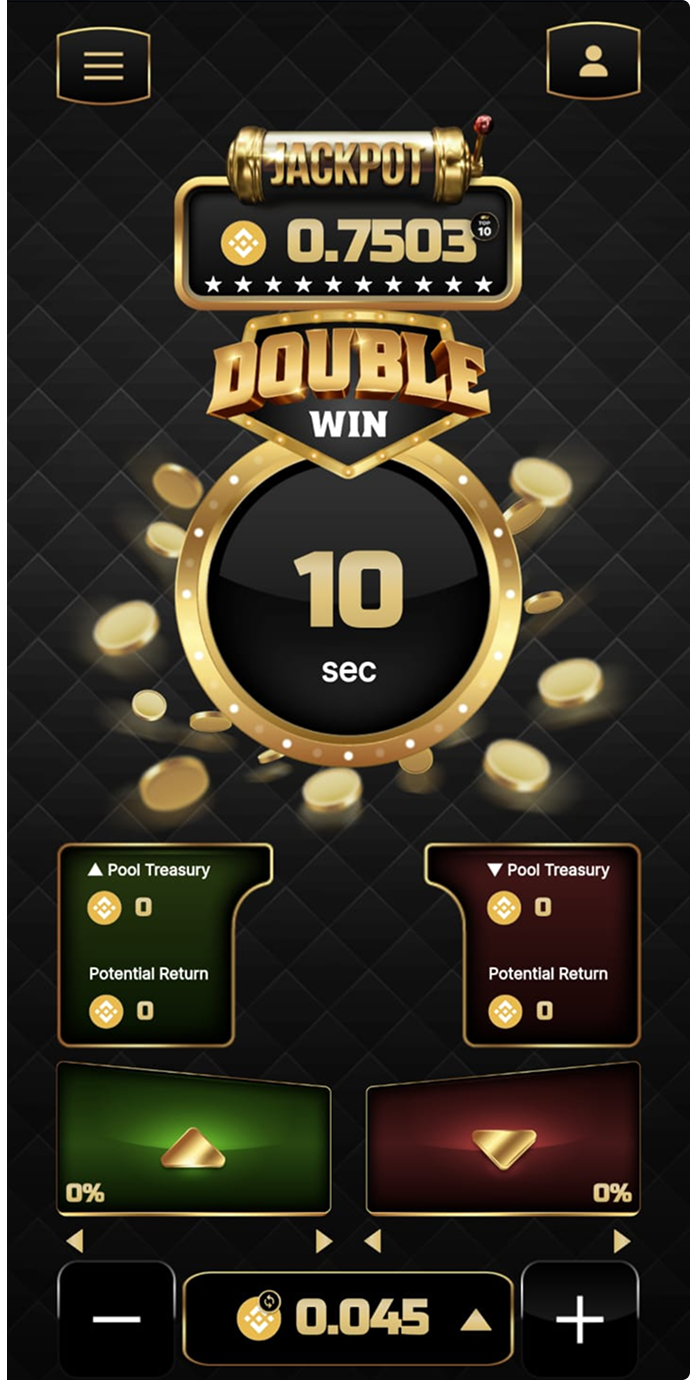 JACKPOT
0.7503
TOP
10
DOUBLE
WIN
10
sec
▲ Pool Treasury
0
Potential Return
0
▼ Pool Treasury
0
Potential Return
0
0%
0%
0.045